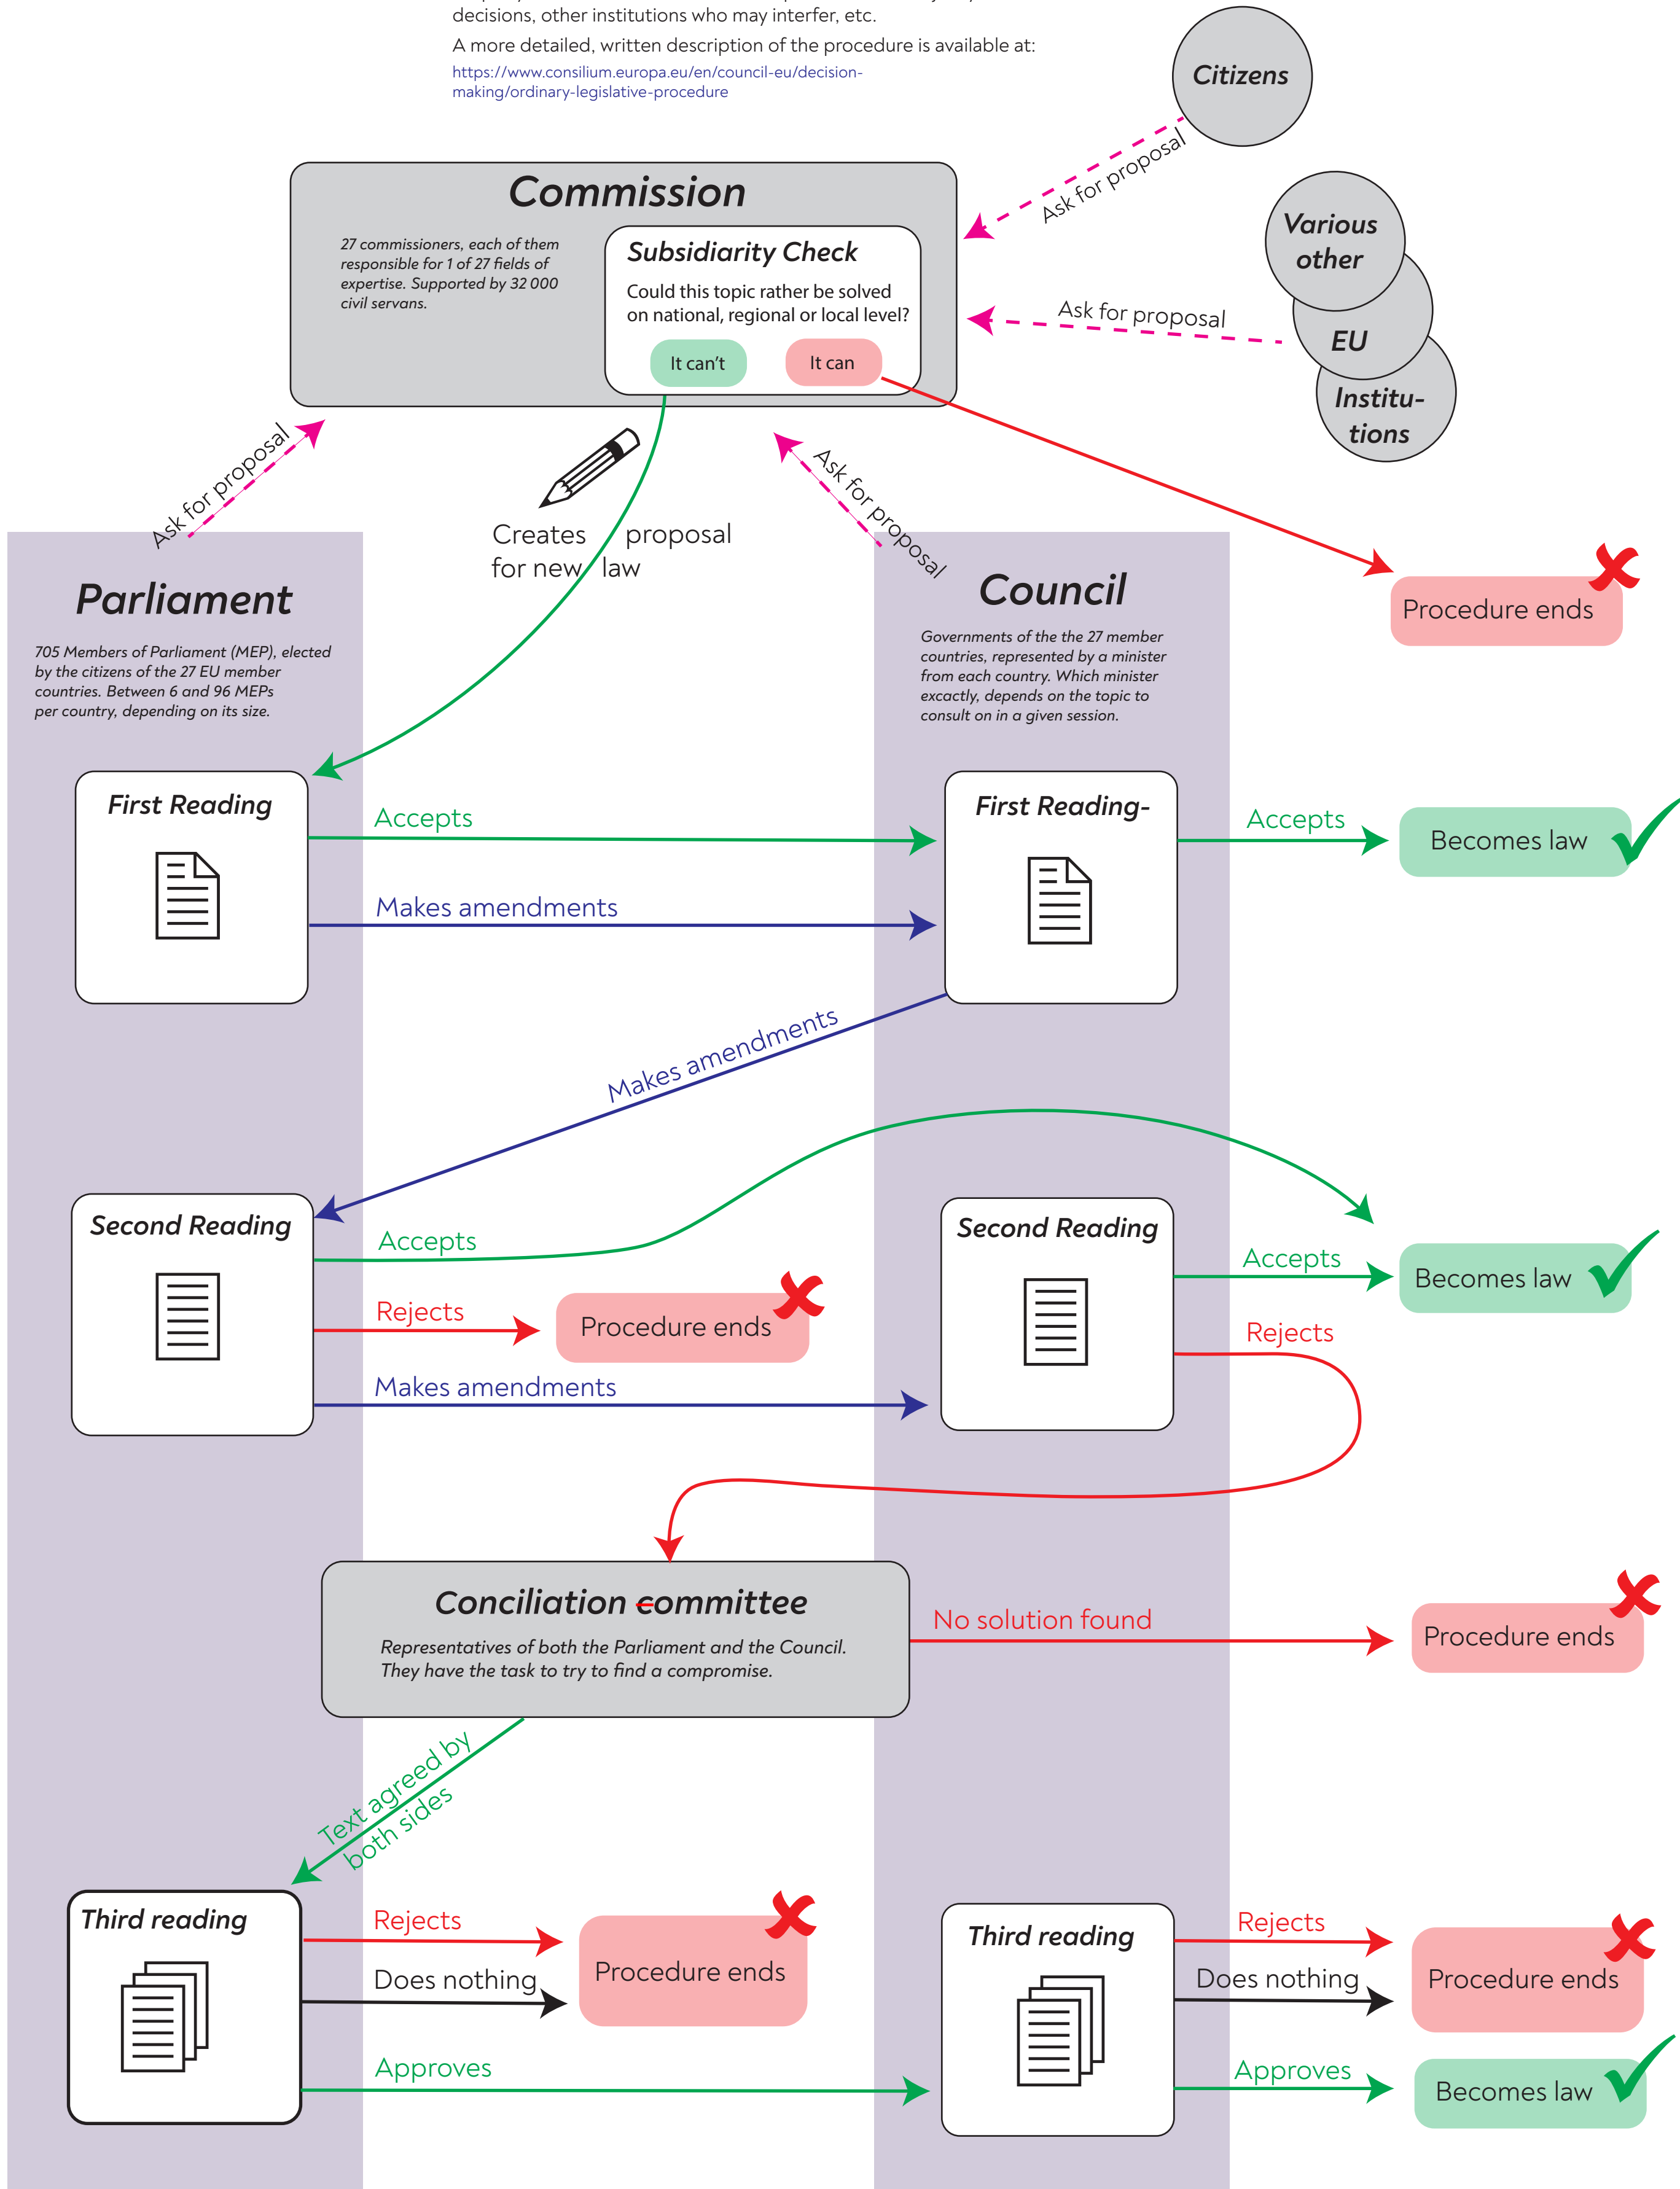 decisions, other institutions who may interfer, etc.
A more detailed, written description of the procedure is available at:
https://www.consilium.europa.eu/en/council-eu/decision-
making/ordinary-legislative-procedure
Citizens
Ask for proposal
Various
other
EU
Institu-
tions
Ask for proposal
Commission
27 commissioners, each of them
responsible for 1 of 27 fields of
expertise. Supported by 32 000
civil servans.
Subsidiarity Check
Could this topic rather be solved
on national, regional or local level?
It can't
It can
Ask for proposal
Creates proposal
for new law
Ask for proposal
Procedure ends
Parliament
705 Members of Parliament (MEP), elected
by the citizens of the 27 EU member
countries. Between 6 and 96 MEPs
per country, depending on its size.
Council
Governments of the the 27 member
countries, represented by a minister
from each country. Which minister
excactly, depends on the topic to
consult on in a given session.
First Reading
Accepts
Makes amendments
First Reading-
Accepts
Becomes law
Makes amendments
Second Reading
Accepts
Rejects
Procedure ends
Makes amendments
Second Reading
Accepts
Becomes law
Rejects
Conciliation committee
Representatives of both the Parliament and the Council.
They have the task to try to find a compromise.
No solution found
Procedure ends
Text agreed by
both sides
Third reading
Rejects
Does nothing
Procedure ends
Approves
Third reading
Rejects
Does nothing
Procedure ends
Approves
Becomes law